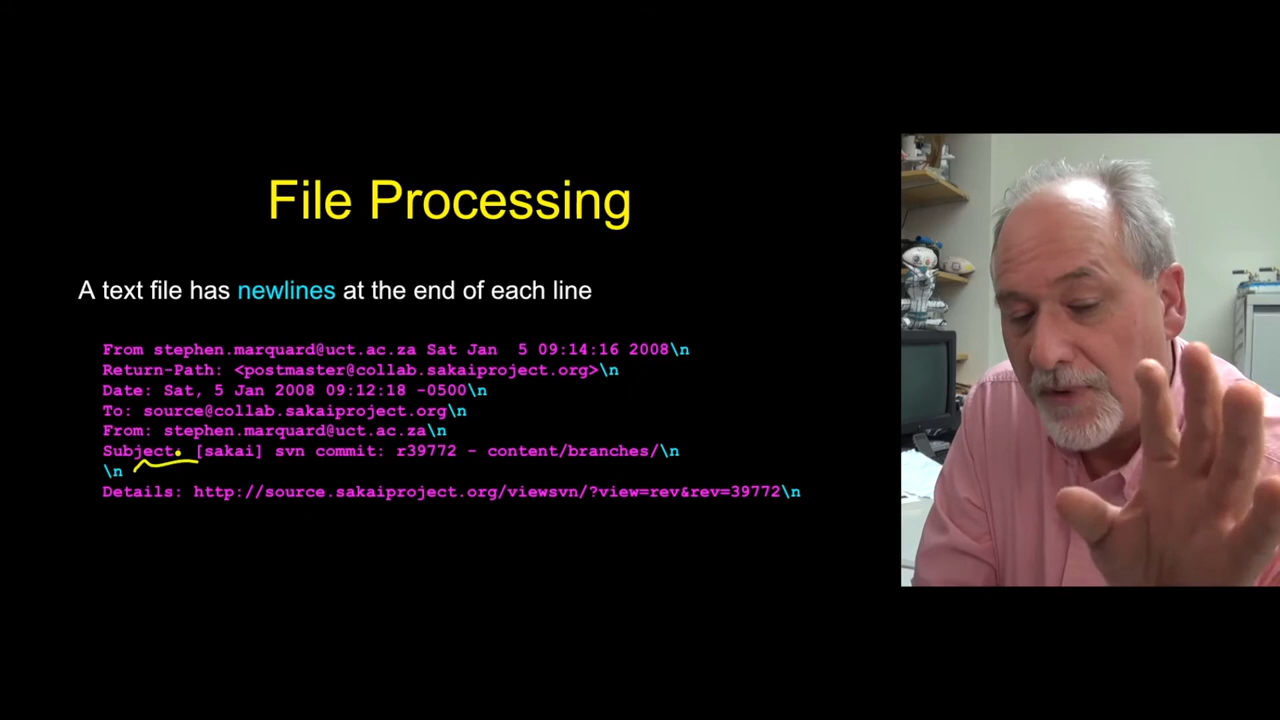 File Processing
A text file has newlines at the end of each line
From stephen.marquard@uct.ac.za Sat Jan  5 09:14:16 2008\n
Return-Path: <postmaster@collab.sakaiproject.org>\n
Date: Sat, 5 Jan 2008 09:12:18 -0500\n
To: source@collab.sakaiproject.org\n
From: stephen.marquard@uct.ac.za\n
Subject: [sakai] svn commit: r39772 - content/branches/\n
\n
Details: http://source.sakaiproject.org/viewsvn/?view=rev&rev=39772\n